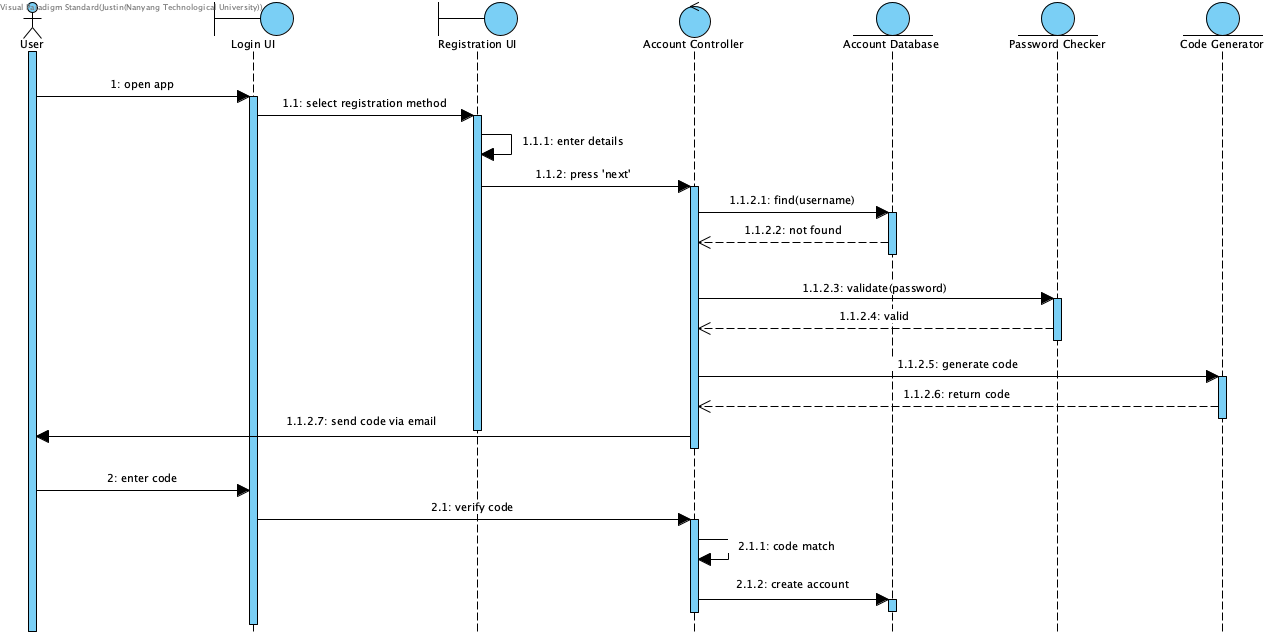 Visual Paradigm Standard(Justin(Nanyang Technological University))
User
Login UI
Registration UI
Account Controller
Account Database
Password Checker
Code Generator
1: open app
1.1: select registration method
1.1.1: enter details
1.1.2: press 'next'
1.1.2.1: find(username)
1.1.2.2: not found
1.1.2.3: validate(password)
1.1.2.4: valid
1.1.2.5: generate code
1.1.2.6: return code
1.1.2.7: send code via email
2: enter code
2.1: verify code
2.1.1: code match
2.1.2: create account